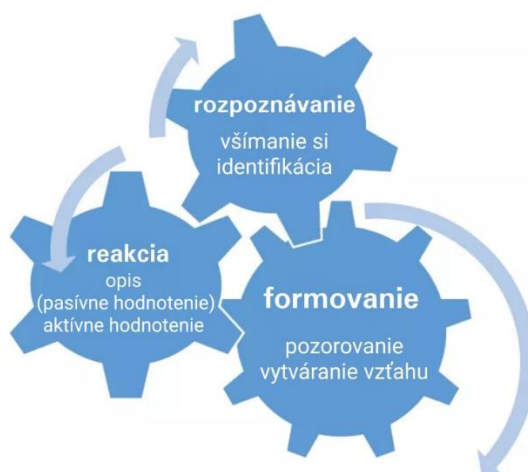 rozpoznávanie
všímanie si
identifikácia
reakcia
opis
(pasívne hodnotenie)
aktívne hodnotenie
formovanie
pozorovanie
vytváranie vzťahu